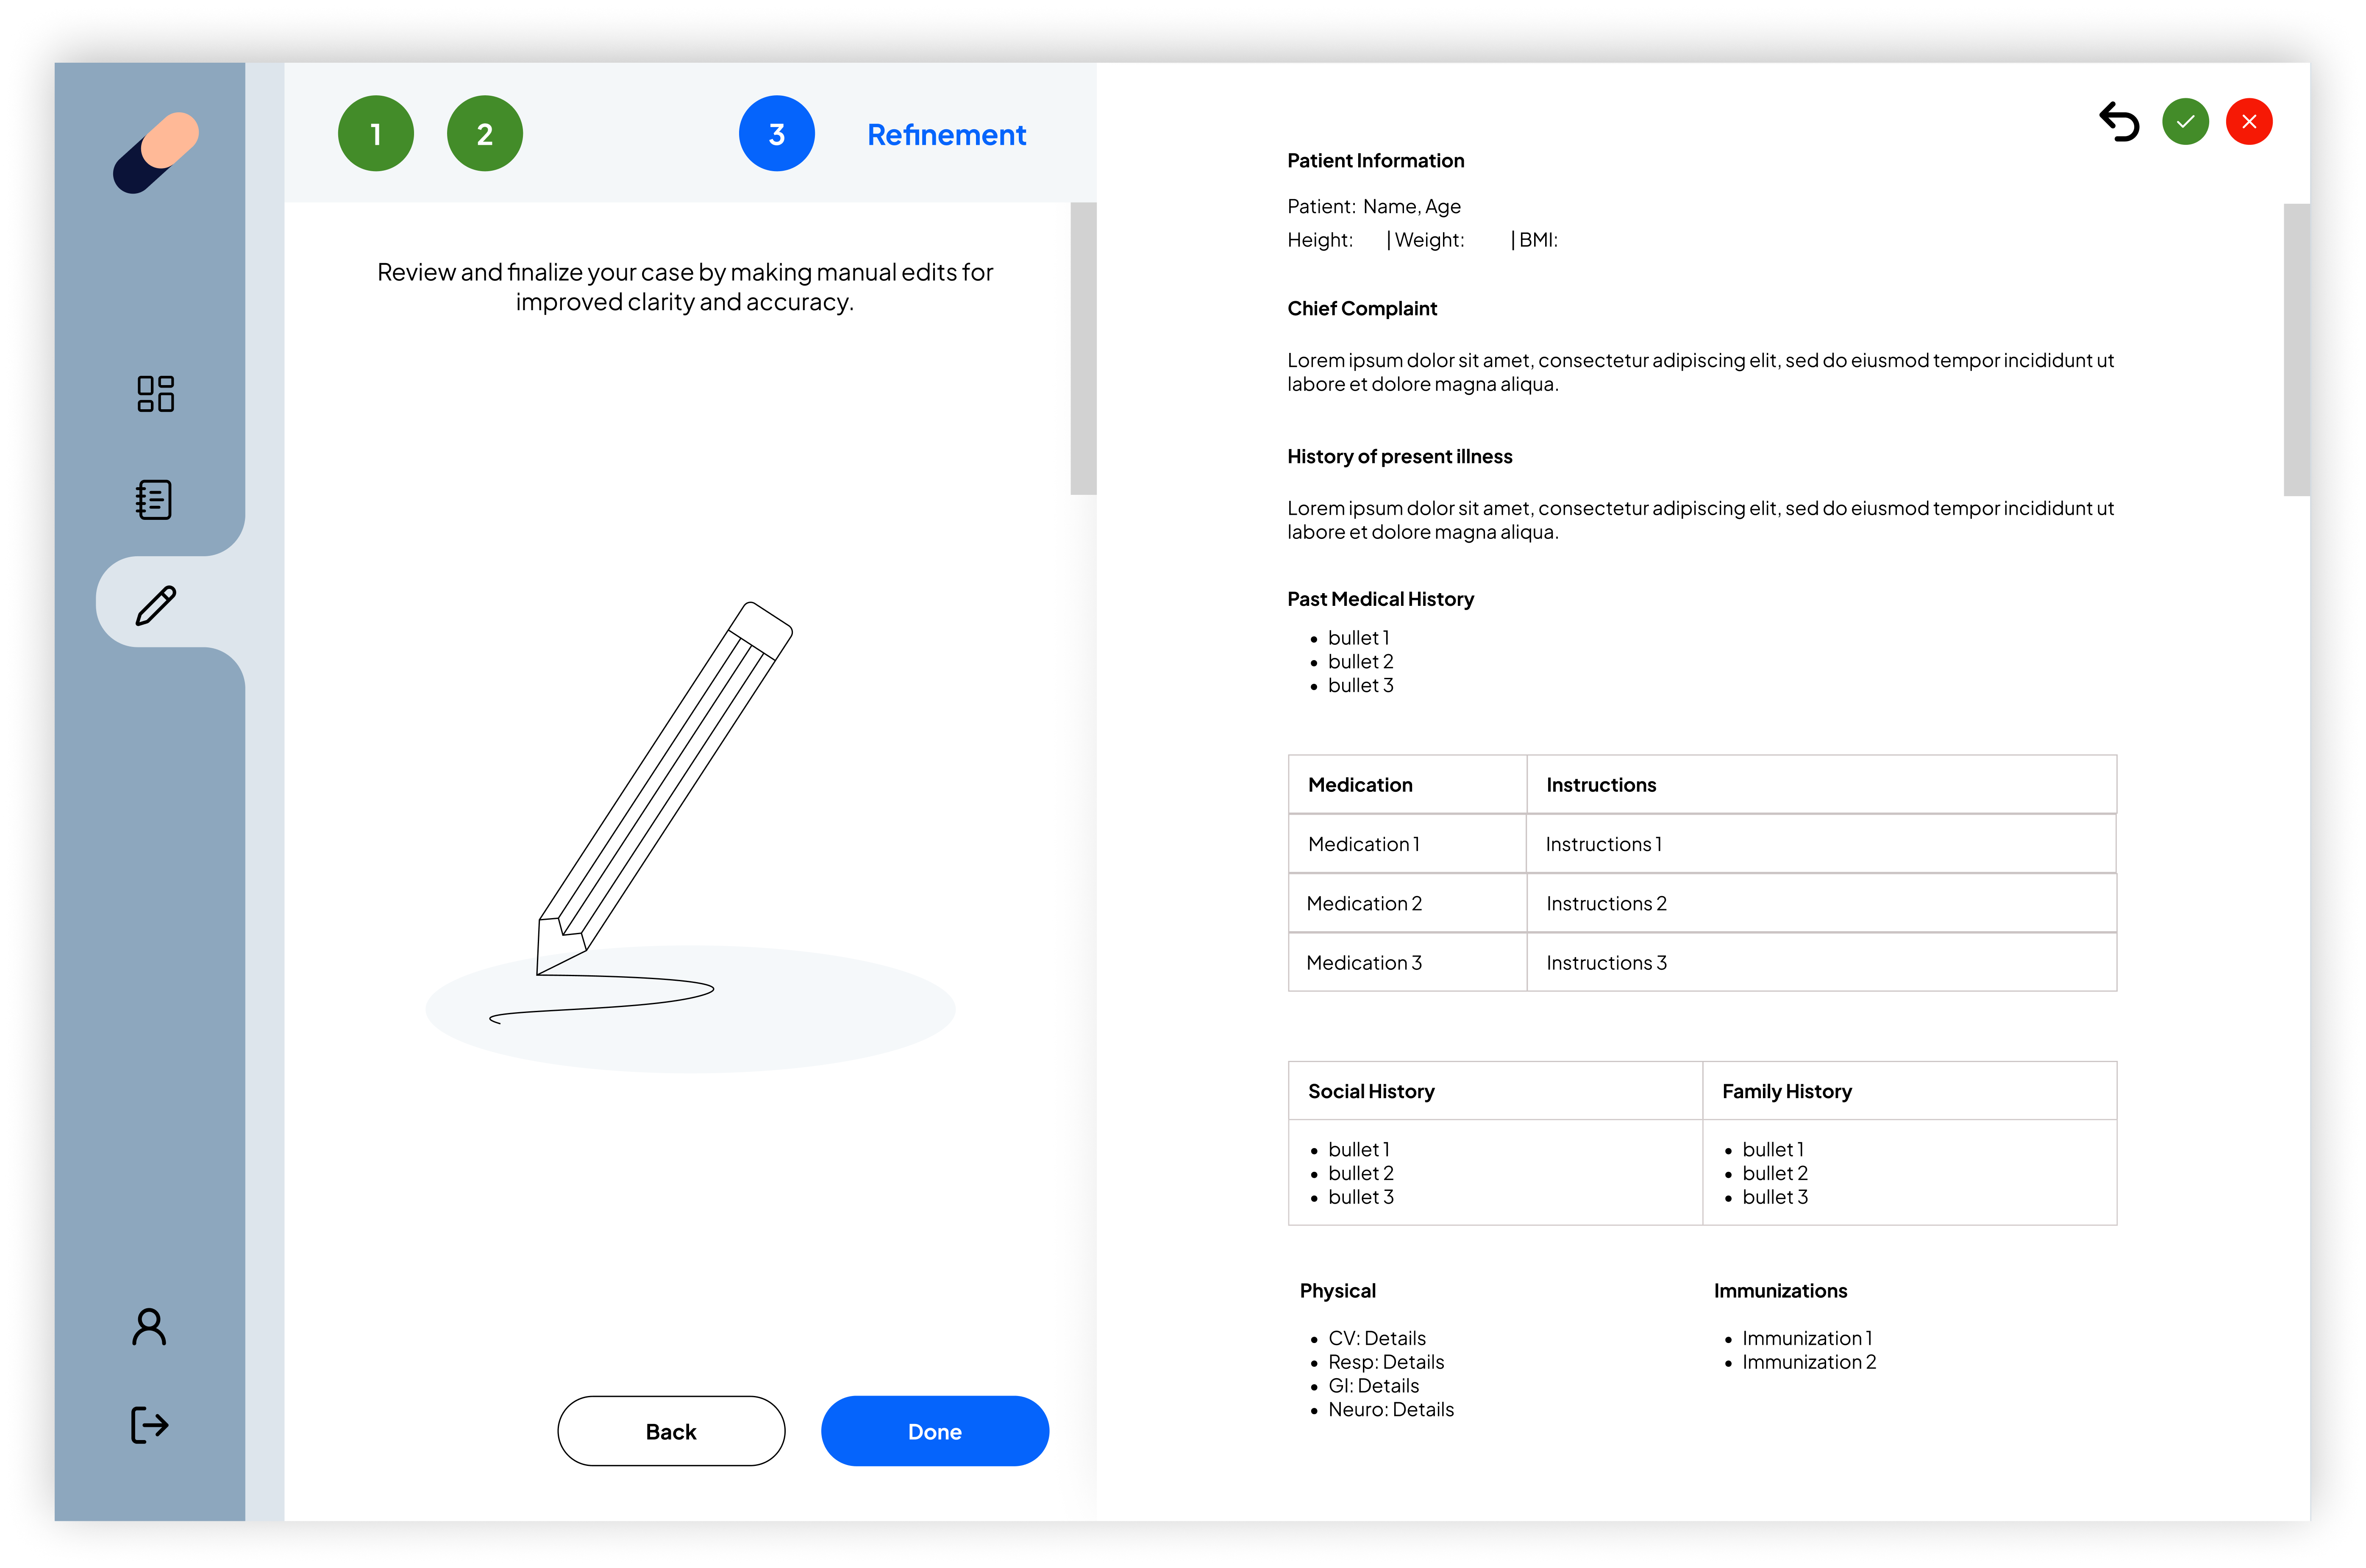 1 2 3 Refinement
Review and finalize your case by making manual edits for
improved clarity and accuracy.
Back Done
Patient Information
Patient: Name, Age
Height: | Weight: | BMI:
Chief Complaint
Lorem ipsum dolor sit amet, consectetur adipiscing elit, sed do eiusmod tempor incididunt ut
labore et dolore magna aliqua.
History of present illness
Lorem ipsum dolor sit amet, consectetur adipiscing elit, sed do eiusmod tempor incididunt ut
labore et dolore magna aliqua.
Past Medical History
• bullet 1
• bullet 2
• bullet 3
Medication Instructions
Medication 1 Instructions 1
Medication 2 Instructions 2
Medication 3 Instructions 3
Social History Family History
• bullet 1 • bullet 1
• bullet 2 • bullet 2
• bullet 3 • bullet 3
Physical Immunizations
• CV: Details • Immunization 1
• Resp: Details • Immunization 2
• GI: Details
• Neuro: Details